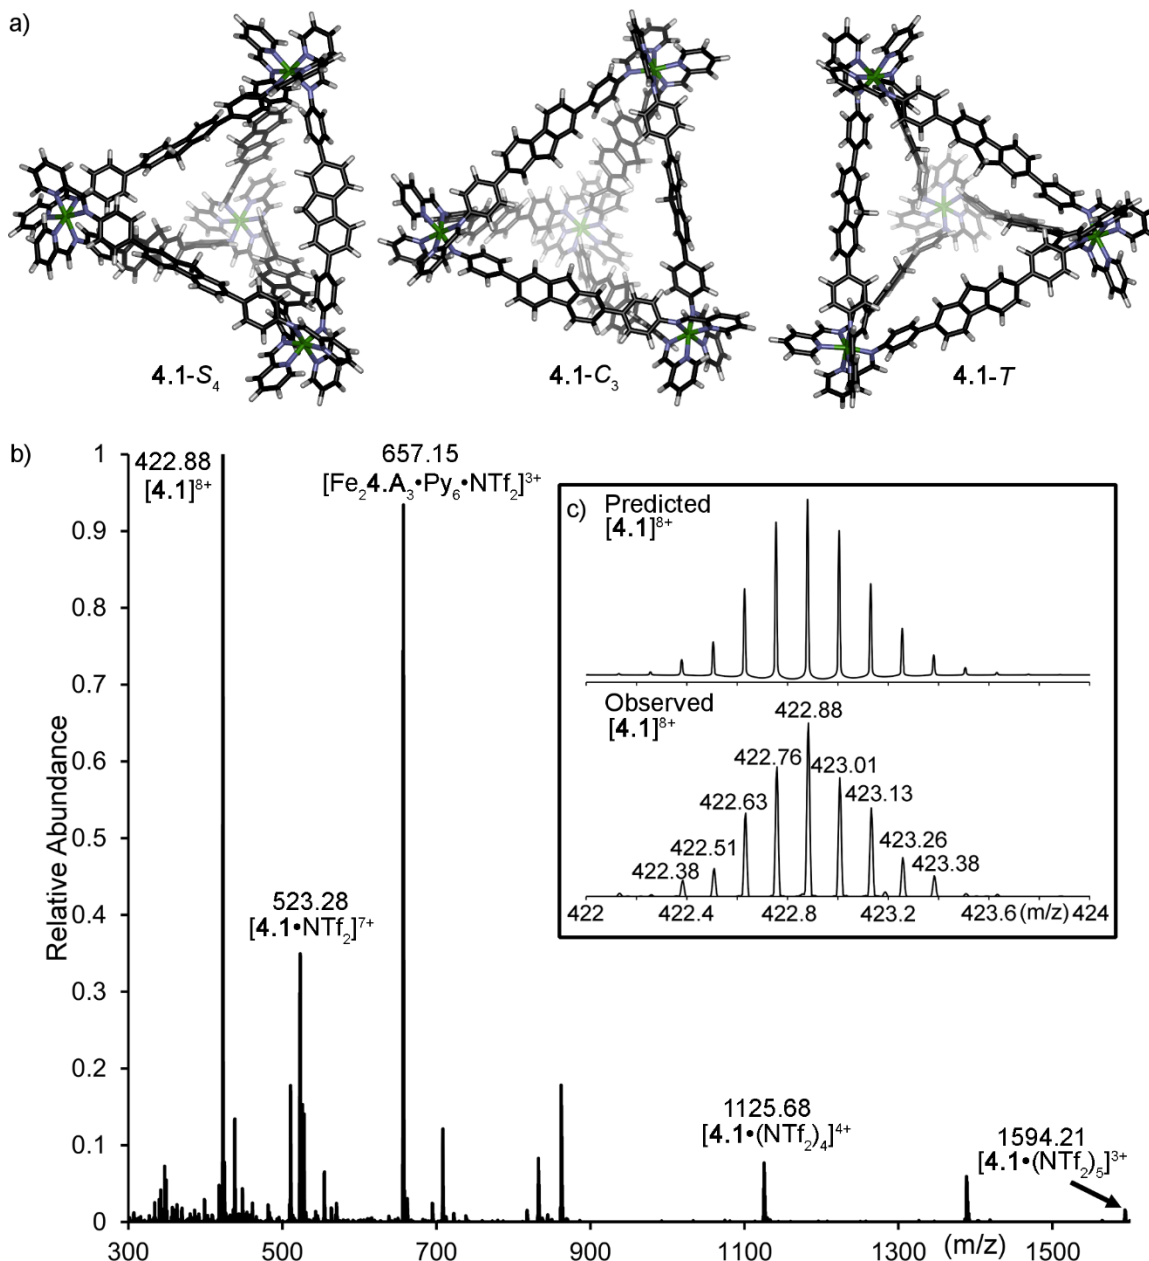 a)
4.1-S₄
4.1-C₃
4.1-T
b)
422.88
[4.1]⁸⁺
657.15
[Fe₂4.A₃•Py₆•NTf₂]³⁺
523.28
[4.1•NTf₂]⁷⁺
1125.68
[4.1•(NTf₂)₄]⁴⁺
1594.21
[4.1•(NTf₂)₅]³⁺
Relative Abundance
1
0.9
0.8
0.7
0.6
0.5
0.4
0.3
0.2
0.1
0
300 500 700 900 1100 1300 (m/z) 1500
c)
Predicted
[4.1]⁸⁺
Observed
[4.1]⁸⁺
422.88
422.76
423.01
422.63
423.13
422.51
423.26
422.38
423.38
422 422.4 422.8 423.2 423.6 (m/z) 424